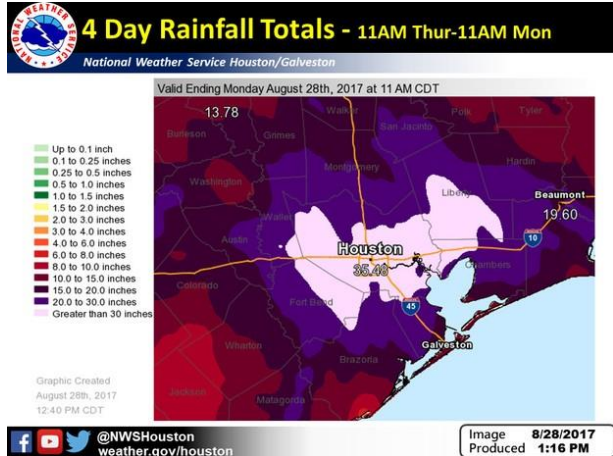 NATIONAL WEATHER SERVICE
4 Day Rainfall Totals - 11AM Thur-11AM Mon
National Weather Service Houston/Galveston
Valid Ending Monday August 28th, 2017 at 11 AM CDT
Up to 0.1 inch
0.1 to 0.25 inches
0.25 to 0.5 inches
0.5 to 1.0 inches
1.0 to 1.5 inches
1.5 to 2.0 inches
2.0 to 3.0 inches
3.0 to 4.0 inches
4.0 to 6.0 inches
6.0 to 8.0 inches
8.0 to 10.0 inches
10.0 to 15.0 inches
15.0 to 20.0 inches
20.0 to 30.0 inches
Greater than 30 inches
13.78
Walker
Polk
Tyler
Burleson
Grimes
San Jacinto
Hardin
Montgomery
Washington
Liberty
Beaumont
19.60
Waller
Austin
10
Houston
35.46
Chambers
Colorado
Fort Bend
45
Galveston
Wharton
Brazoria
Jackson
Matagorda
Graphic Created
August 28th, 2017
12:40 PM CDT
@NWSHouston
weather.gov/houston
Image 8/28/2017
Produced 1:16 PM